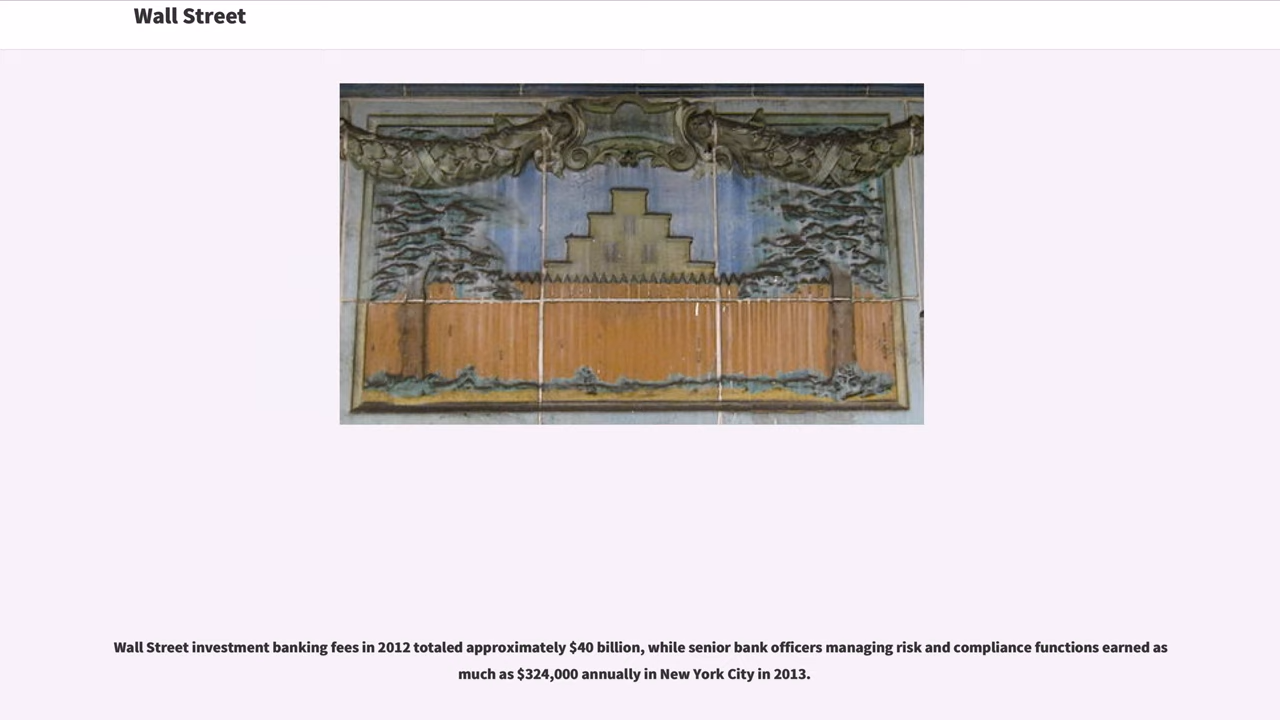 Wall Street
Wall Street investment banking fees in 2012 totaled approximately $40 billion, while senior bank officers managing risk and compliance functions earned as
much as $324,000 annually in New York City in 2013.